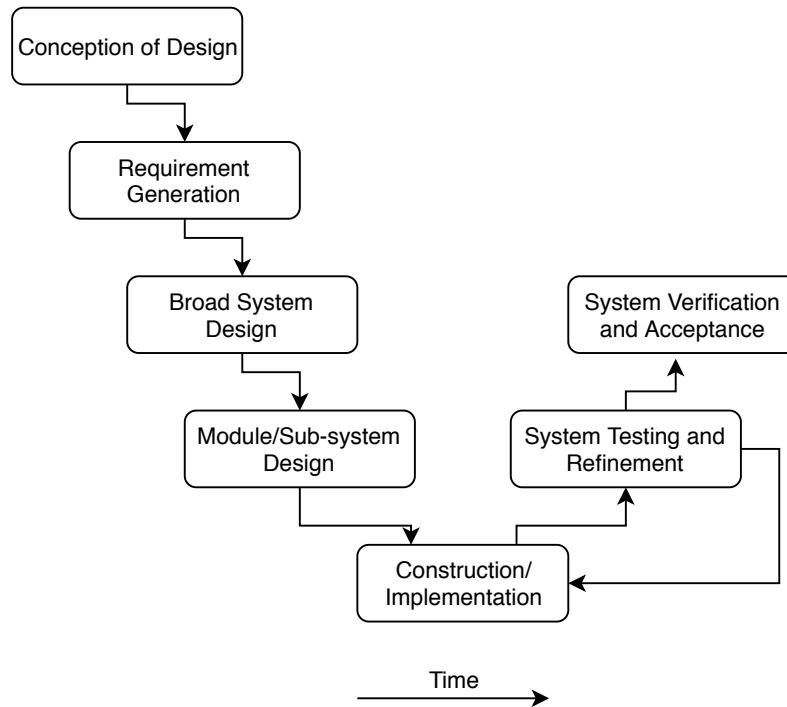 Conception of Design
Requirement
Generation
Broad System
Design
System Verification
and Acceptance
Module/Sub-system
Design
System Testing and
Refinement
Construction/
Implementation
Time